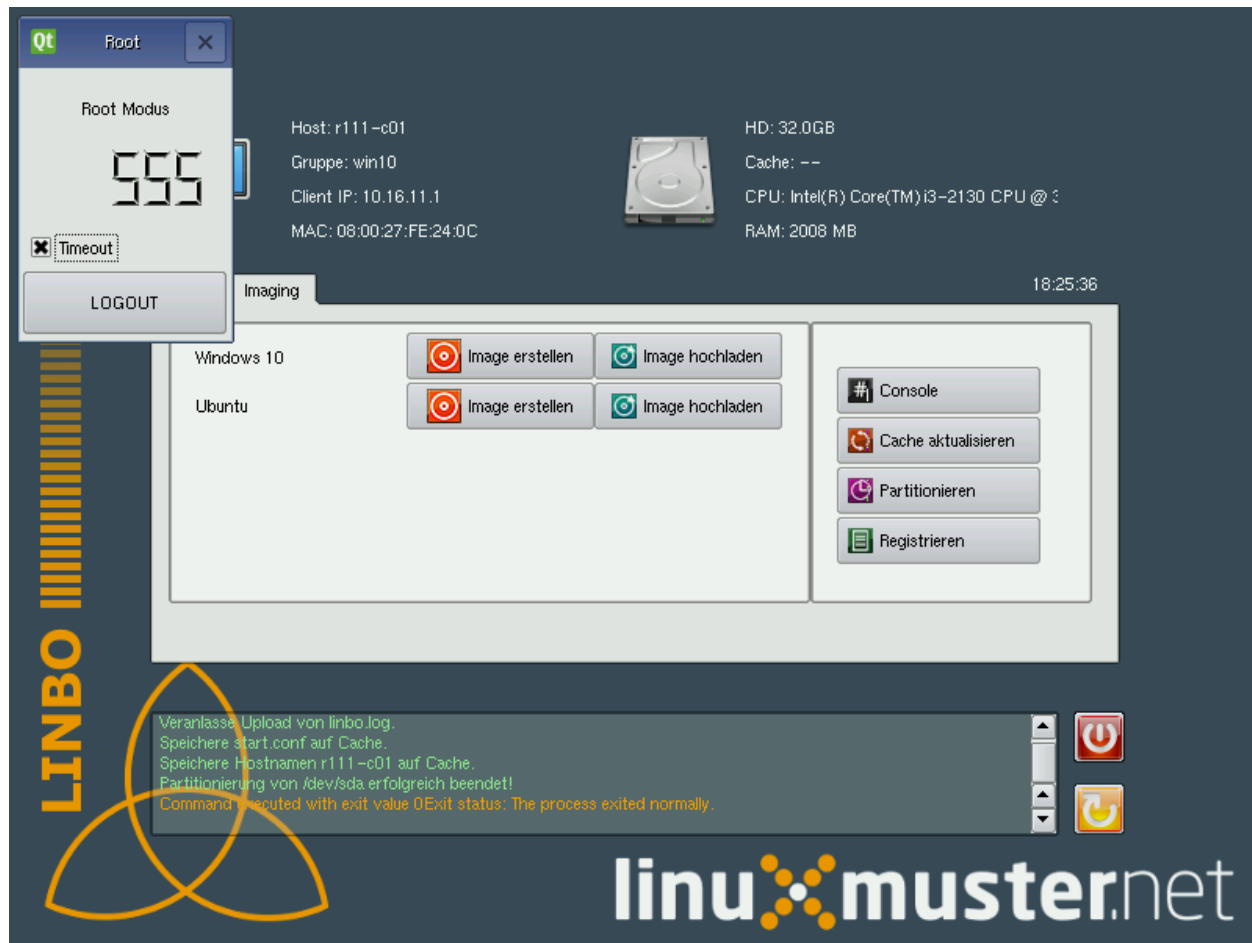 Root
Root Modus
555
Timeout
LOGOUT
Host: r111-c01
Gruppe: win10
Client IP: 10.16.11.1
MAC: 08:00:27:FE:24:0C
HD: 32.0GB
Cache: --
CPU: Intel(R) Core(TM) i3-2130 CPU @ 3
RAM: 2008 MB
Imaging
18:25:36
Windows 10 Image erstellen Image hochladen
Ubuntu Image erstellen Image hochladen
Console
Cache aktualisieren
Partitionieren
Registrieren
LINBO
Veranlasse Upload von linbo.log.
Speichere start.conf auf Cache.
Speichere Hostnamen r111-c01 auf Cache.
Partitionierung von /dev/sda erfolgreich beendet!
Command executed with exit value 0Exit status: The process exited normally.
linuxmuster.net